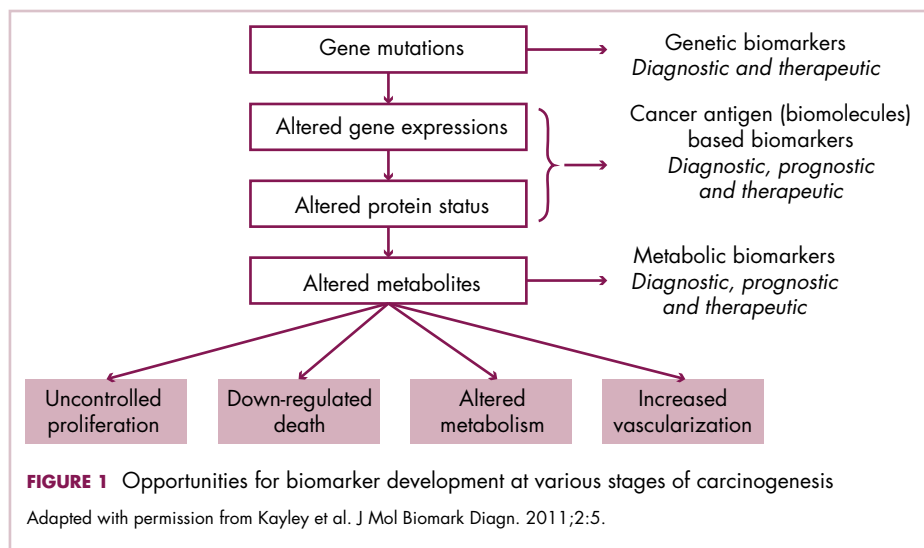 Gene mutations
Genetic biomarkers
Diagnostic and therapeutic
Altered gene expressions
Cancer antigen (biomolecules)
based biomarkers
Diagnostic, prognostic
and therapeutic
Altered protein status
Altered metabolites
Metabolic biomarkers
Diagnostic, prognostic
and therapeutic
Uncontrolled
proliferation
Down-regulated
death
Altered
metabolism
Increased
vascularization
FIGURE 1 Opportunities for biomarker development at various stages of carcinogenesis
Adapted with permission from Kayley et al. J Mol Biomark Diagn. 2011;2:5.